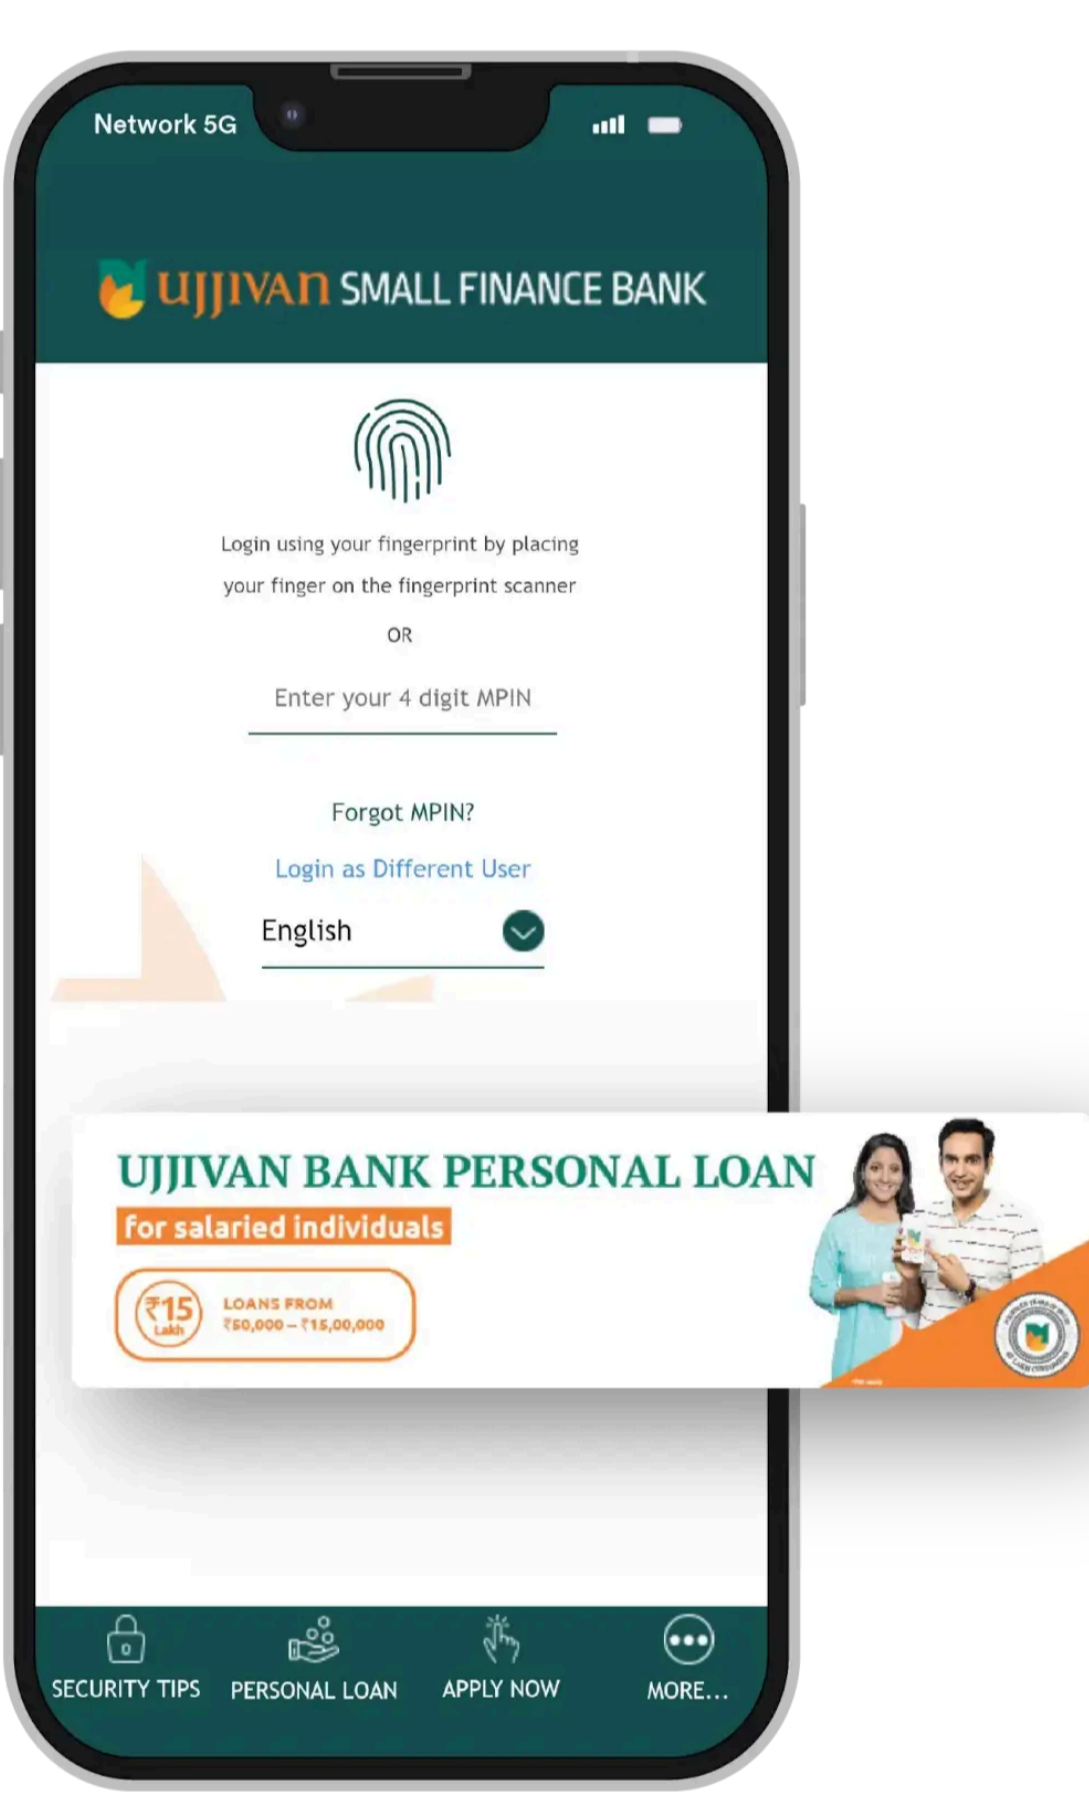 Network 5G
UJJIVAN SMALL FINANCE BANK
Login using your fingerprint by placing
your finger on the fingerprint scanner
OR
Enter your 4 digit MPIN
Forgot MPIN?
Login as Different User
English
UJJIVAN BANK PERSONAL LOAN
for salaried individuals
₹15
Lakh
LOANS FROM
₹50,000 – ₹15,00,000
SECURITY TIPS
PERSONAL LOAN
APPLY NOW
MORE...